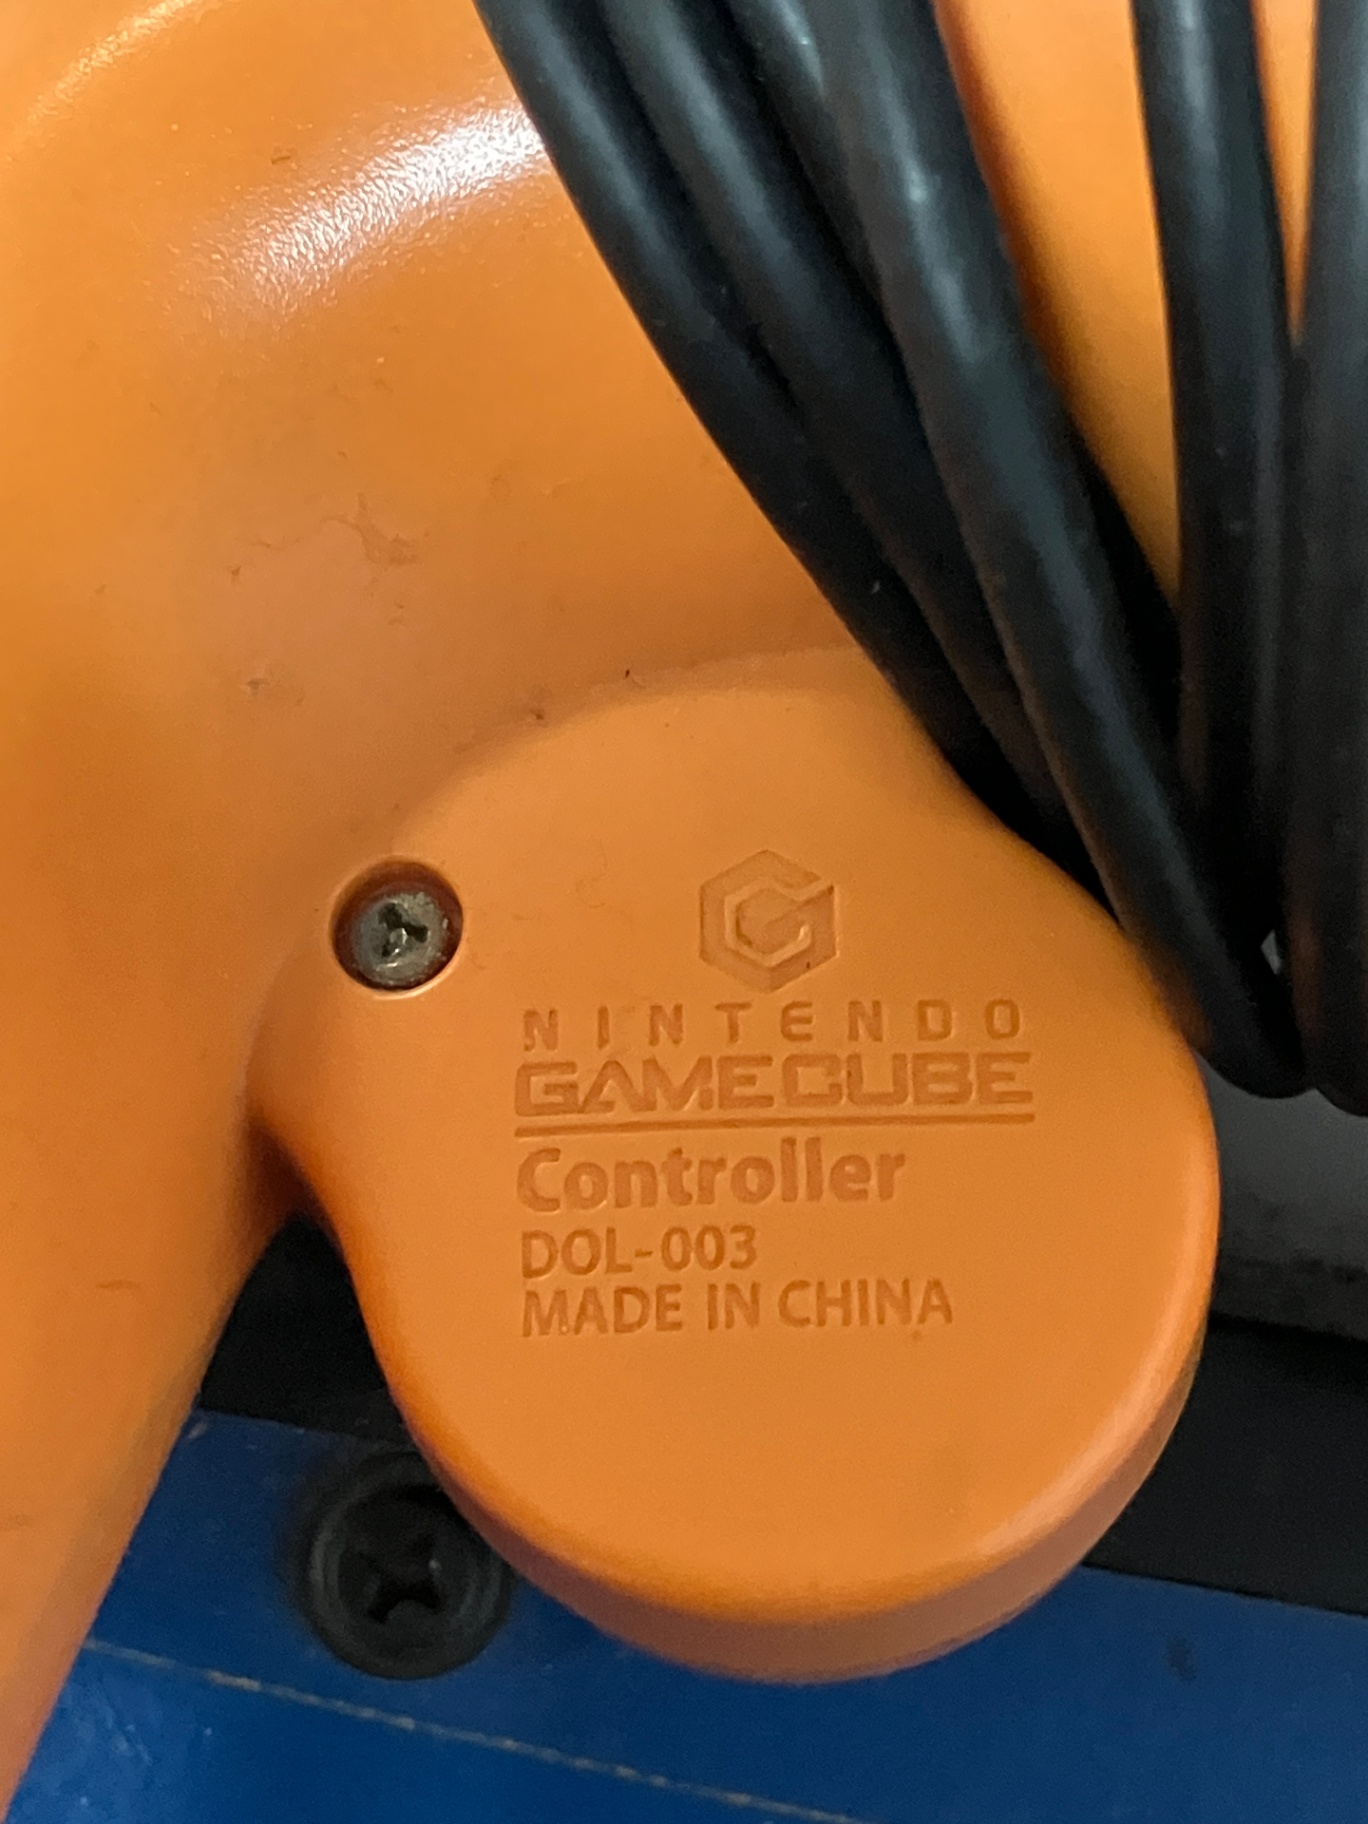 NINTENDO
GAMECUBE
Controller
DOL-003
MADE IN CHINA